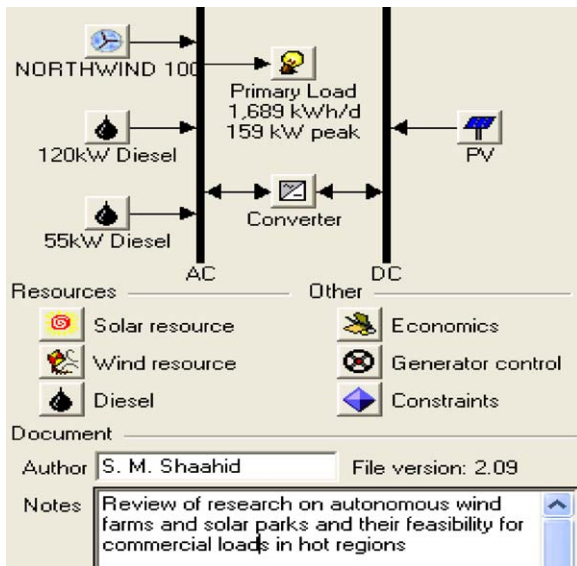 NORTHWIND 100
Primary Load
1,689 kWh/d
159 kW peak
120kW Diesel
PV
Converter
55kW Diesel
AC
DC
Resources
Other
Solar resource
Economics
Wind resource
Generator control
Diesel
Constraints
Document
Author S. M. Shaahid File version: 2.09
Notes Review of research on autonomous wind
farms and solar parks and their feasibility for
commercial loads in hot regions